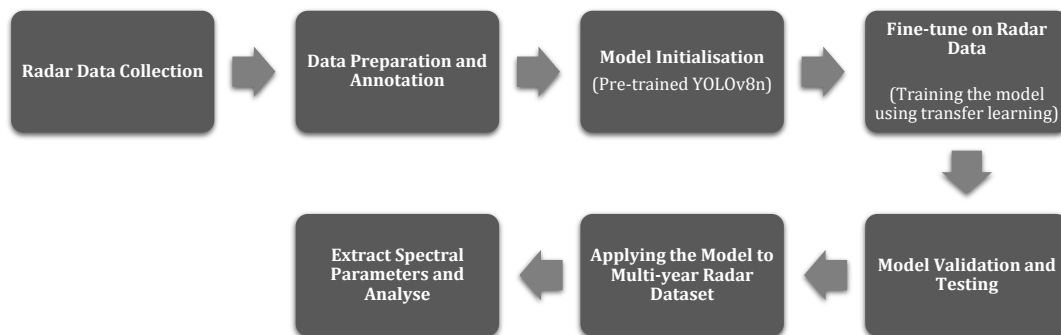 Radar Data Collection
Data Preparation and
Annotation
Model Initialisation
(Pre-trained YOLOv8n)
Fine-tune on Radar
Data
(Training the model
using transfer learning)
Model Validation and
Testing
Applying the Model to
Multi-year Radar
Dataset
Extract Spectral
Parameters and
Analyse